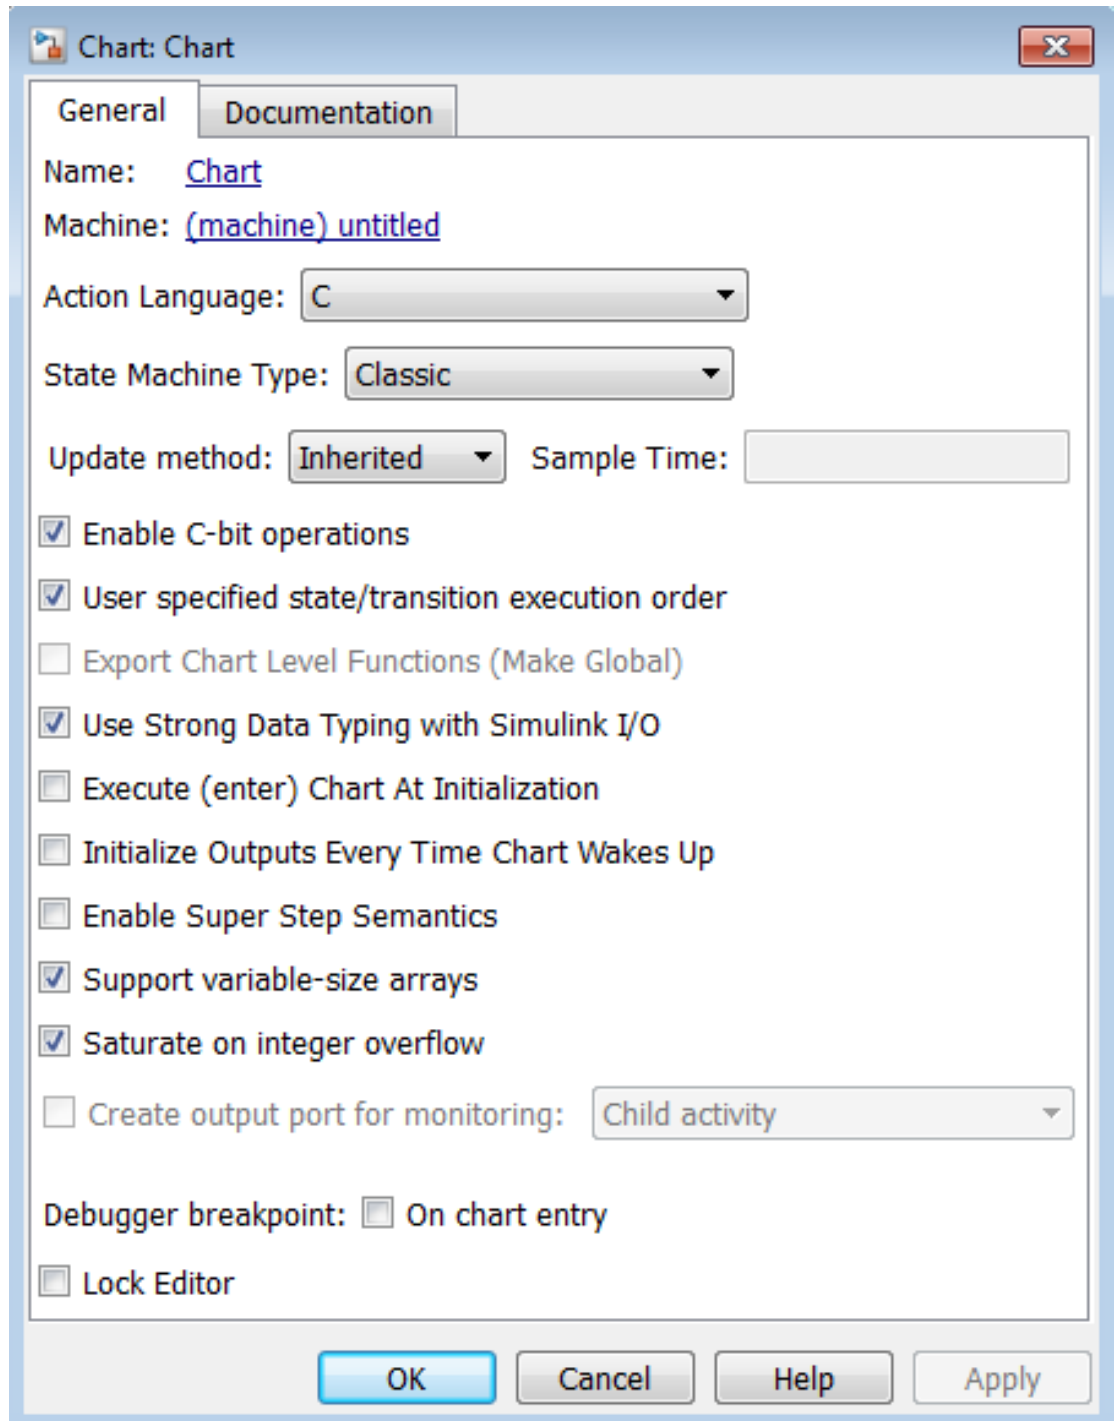 Chart: Chart
General Documentation
Name: Chart
Machine: (machine) untitled
Action Language: C
State Machine Type: Classic
Update method: Inherited Sample Time:
Enable C-bit operations
User specified state/transition execution order
Export Chart Level Functions (Make Global)
Use Strong Data Typing with Simulink I/O
Execute (enter) Chart At Initialization
Initialize Outputs Every Time Chart Wakes Up
Enable Super Step Semantics
Support variable-size arrays
Saturate on integer overflow
Create output port for monitoring: Child activity
Debugger breakpoint: On chart entry
Lock Editor
OK Cancel Help Apply